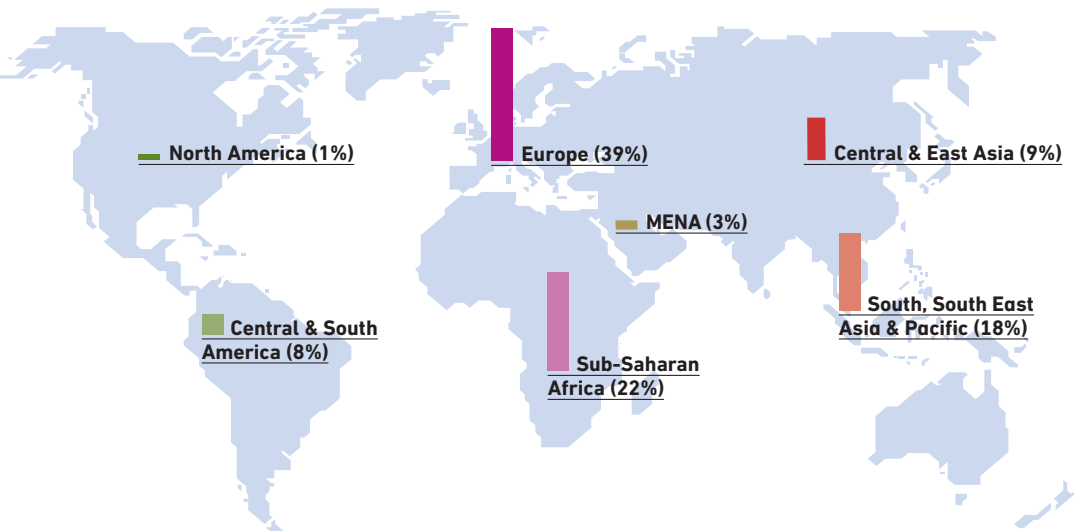 North America (1%)
Europe (39%)
Central & East Asia (9%)
MENA (3%)
South, South East
Asia & Pacific (18%)
Central & South
America (8%)
Sub-Saharan
Africa (22%)